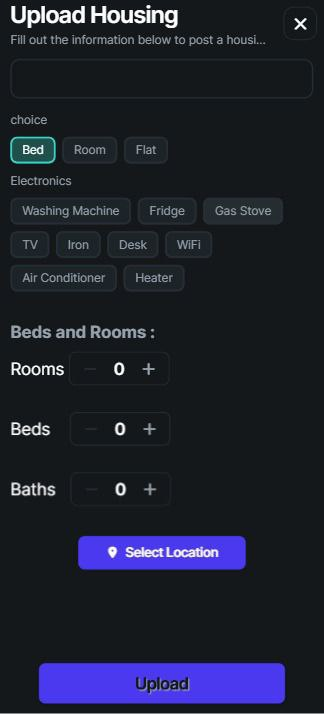 Upload Housing
Fill out the information below to post a housi...
choice
Bed Room Flat
Electronics
Washing Machine Fridge Gas Stove
TV Iron Desk WiFi
Air Conditioner Heater
Beds and Rooms :
Rooms − 0 +
Beds − 0 +
Baths − 0 +
Select Location
Upload